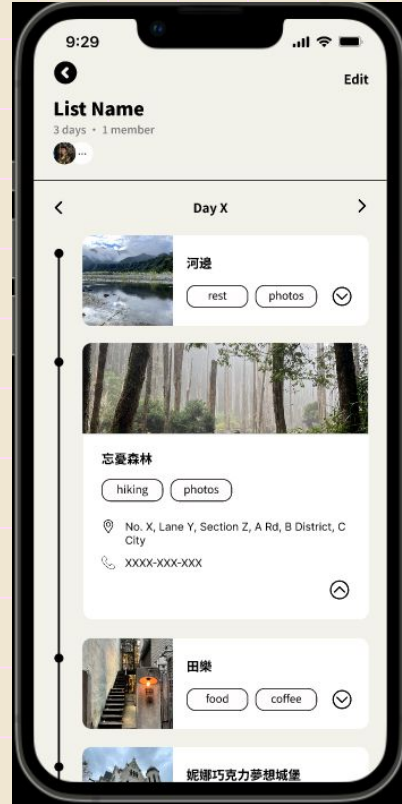 9:29
Edit
List Name
3 days • 1 member
...
Day X
河邊
rest photos
忘憂森林
hiking photos
No. X, Lane Y, Section Z, A Rd, B District, C
City
XXXX-XXX-XXX
田樂
food coffee
妮娜巧克力夢想城堡